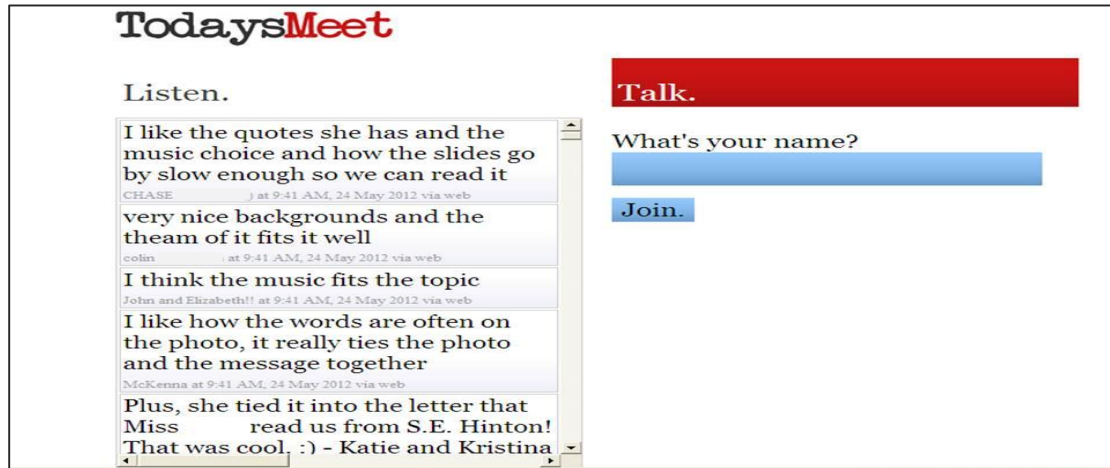 TodaysMeet
Listen.
I like the quotes she has and the
music choice and how the slides go
by slow enough so we can read it
CHASE ) at 9:41 AM, 24 May 2012 via web
very nice backgrounds and the
theam of it fits it well
colin at 9:41 AM, 24 May 2012 via web
I think the music fits the topic
John and Elizabeth!! at 9:41 AM, 24 May 2012 via web
I like how the words are often on
the photo, it really ties the photo
and the message together
McKenna at 9:41 AM, 24 May 2012 via web
Plus, she tied it into the letter that
Miss read us from S.E. Hinton!
That was cool. :) - Katie and Kristina
Talk.
What's your name?
Join.